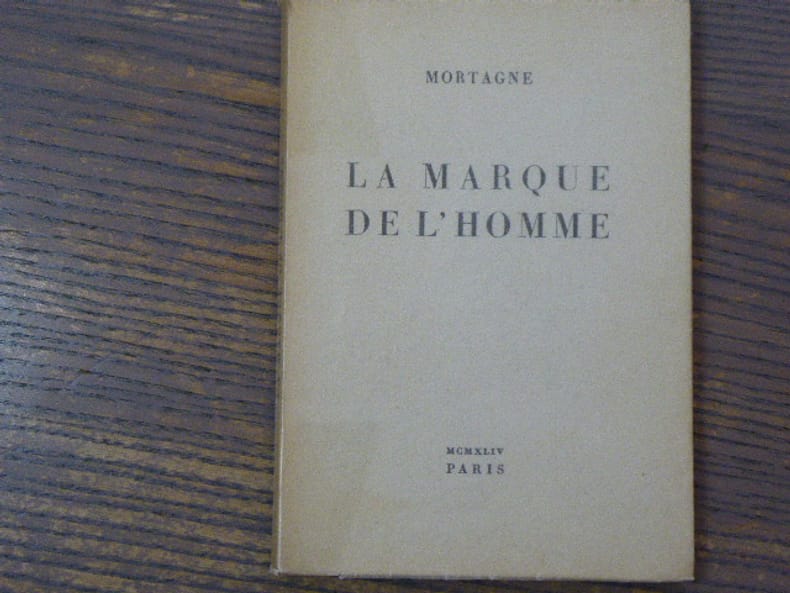 MORTAGNE
LA MARQUE
DE L'HOMME
MCMXLIV
PARIS